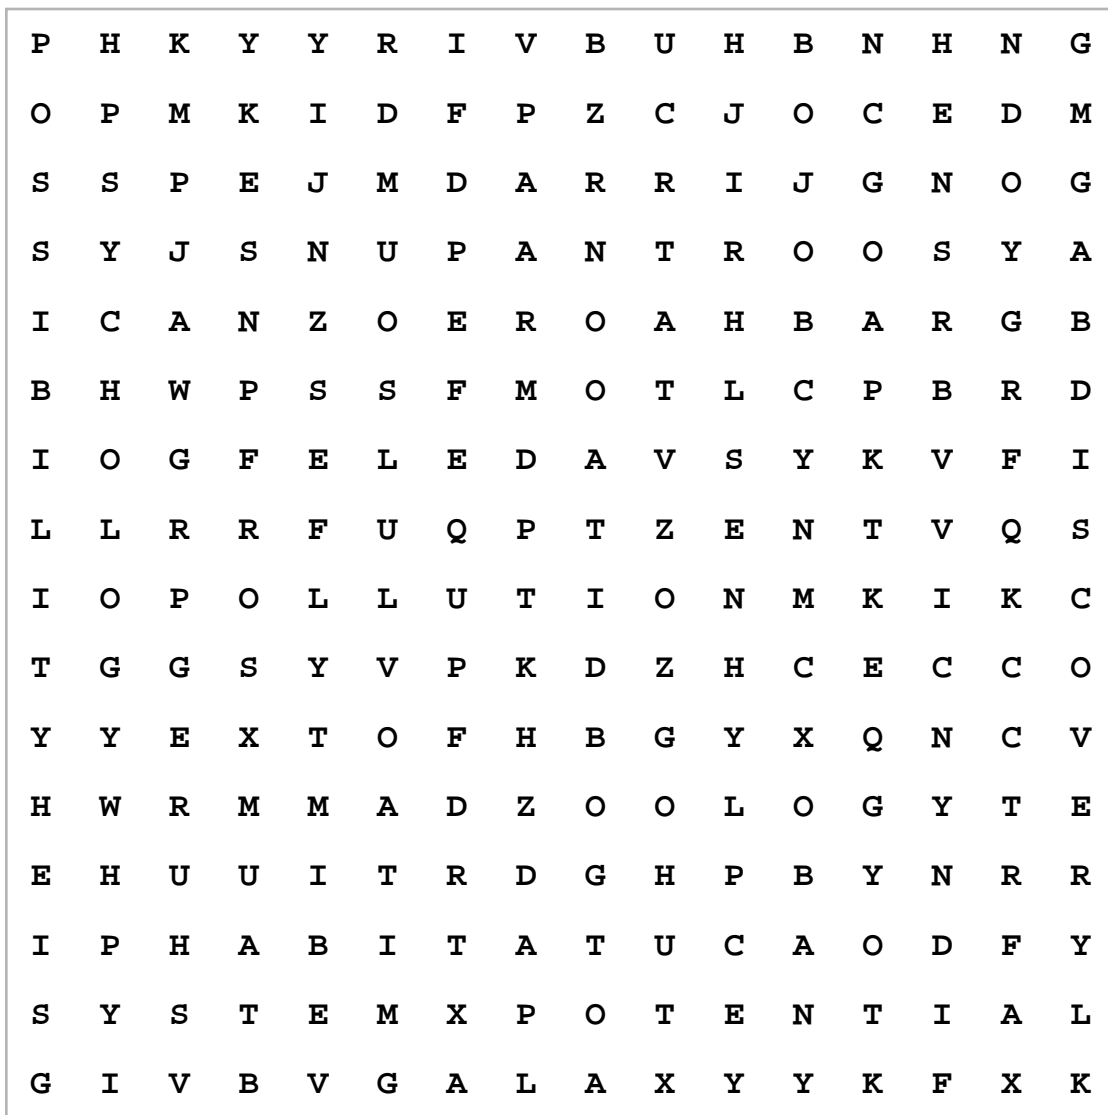 P H K Y Y R I V B U H B N H N G
O P M K I D F P Z C J O C E D M
S S P E J M D A R R I J G N O G
S Y J S N U P A N T R O O S Y A
I C A N Z O E R O A H B A R G B
B H W P S S F M O T L C P B R D
I O G F E L E D A V S Y K V F I
L L R R F U Q P T Z E N T V Q S
I O P O L L U T I O N M K I K C
T G G S Y V P K D Z H C E C C O
Y Y E X T O F H B G Y X Q N C V
H W R M M A D Z O O L O G Y T E
E H U U I T R D G H P B Y N R R
I P H A B I T A T U C A O D F Y
S Y S T E M X P O T E N T I A L
G I V B V G A L A X Y Y K F X K